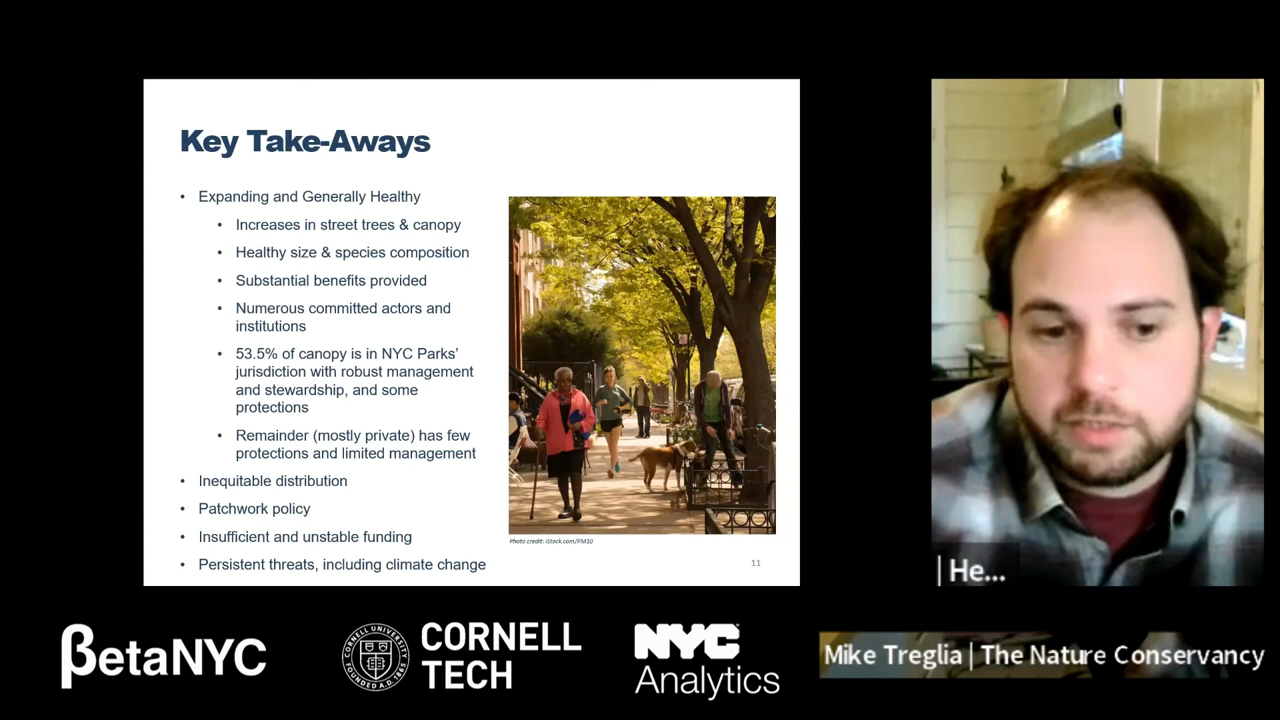 Key Take-Aways
• Expanding and Generally Healthy
• Increases in street trees & canopy
• Healthy size & species composition
• Substantial benefits provided
• Numerous committed actors and
institutions
• 53.5% of canopy is in NYC Parks'
jurisdiction with robust management
and stewardship, and some
protections
• Remainder (mostly private) has few
protections and limited management
• Inequitable distribution
• Patchwork policy
• Insufficient and unstable funding
• Persistent threats, including climate change
Photo credit: iStock.com/PM10
11
| He...
βetaNYC
CORNELL
TECH
NYC
Analytics
Mike Treglia | The Nature Conservancy